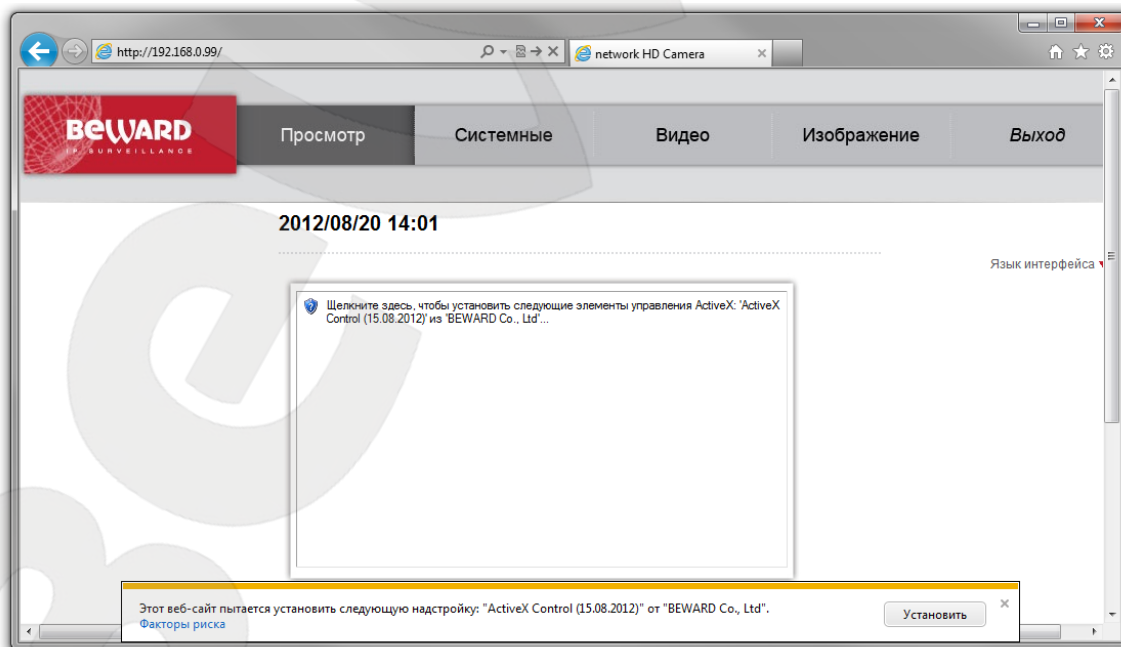 http://192.168.0.99/
network HD Camera
BEWARD
IP SURVEILLANCE
Просмотр
Системные
Видео
Изображение
Выход
2012/08/20 14:01
Язык интерфейса
Щелкните здесь, чтобы установить следующие элементы управления ActiveX: 'ActiveX
Control (15.08.2012)' из 'BEWARD Co., Ltd'...
Этот веб-сайт пытается установить следующую надстройку: "ActiveX Control (15.08.2012)" от "BEWARD Co., Ltd".
Факторы риска
Установить